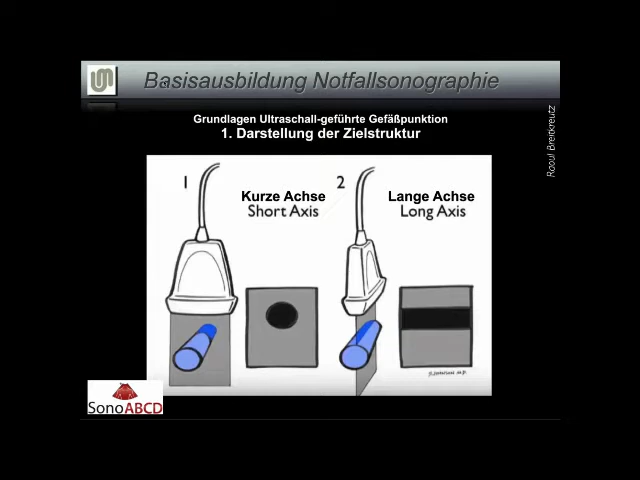 Basisausbildung Notfallsonographie
Grundlagen Ultraschall-geführte Gefäßpunktion
1. Darstellung der Zielstruktur
Raoul Breitkreutz
1
Kurze Achse
Short Axis
2
Lange Achse
Long Axis
SonoABCD